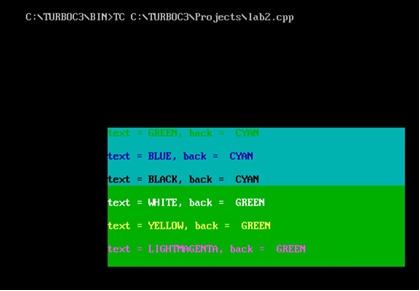 C:\TURBOC3\BIN>TC C:\TURBOC3\Projects\lab2.cpp
text = GREEN, back =  CYAN
text = BLUE, back =  CYAN
text = BLACK, back =  CYAN
text = WHITE, back =  GREEN
text = YELLOW, back =  GREEN
text = LIGHTMAGENTA, back =  GREEN